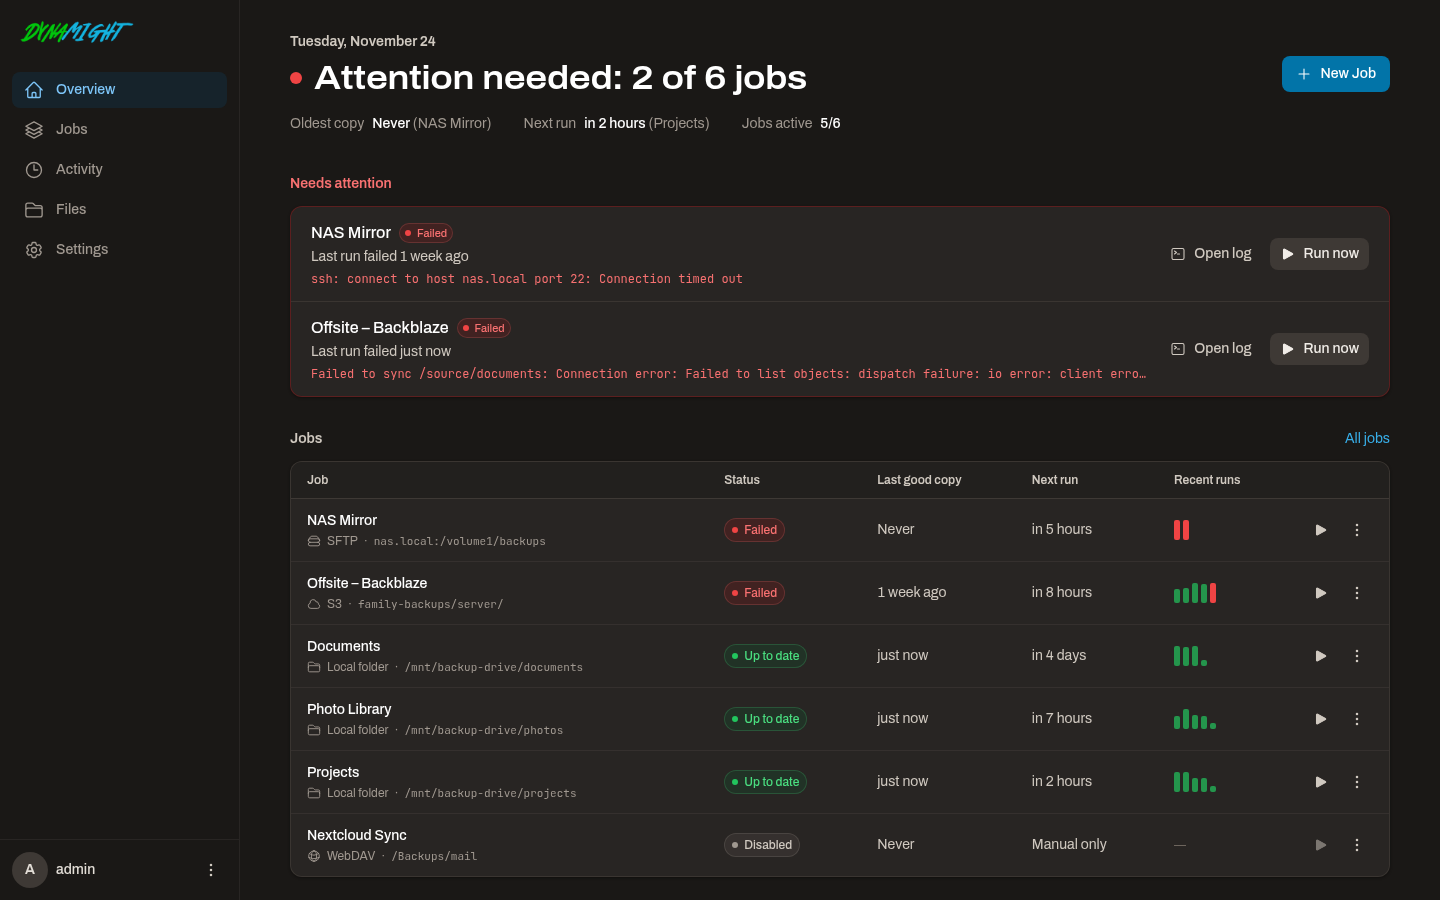 DYNAMIGHT
Overview
Jobs
Activity
Files
Settings
A
admin
Tuesday, November 24
Attention needed: 2 of 6 jobs
New Job
Oldest copy Never (NAS Mirror) Next run in 2 hours (Projects) Jobs active 5/6
Needs attention
NAS Mirror Failed
Last run failed 1 week ago
ssh: connect to host nas.local port 22: Connection timed out
Open log Run now
Offsite – Backblaze Failed
Last run failed just now
Failed to sync /source/documents: Connection error: Failed to list objects: dispatch failure: io error: client erro…
Open log Run now
Jobs All jobs
Job Status Last good copy Next run Recent runs
NAS Mirror
SFTP · nas.local:/volume1/backups
Failed Never in 5 hours
Offsite – Backblaze
S3 · family-backups/server/
Failed 1 week ago in 8 hours
Documents
Local folder · /mnt/backup-drive/documents
Up to date just now in 4 days
Photo Library
Local folder · /mnt/backup-drive/photos
Up to date just now in 7 hours
Projects
Local folder · /mnt/backup-drive/projects
Up to date just now in 2 hours
Nextcloud Sync
WebDAV · /Backups/mail
Disabled Never Manual only —